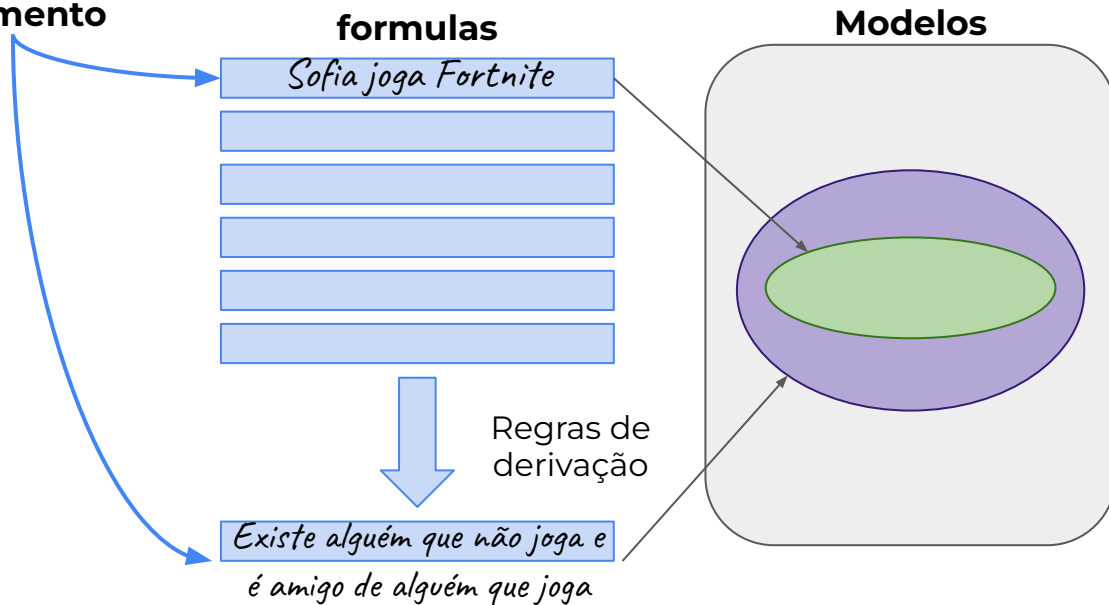 mento
formulas
Modelos
Sofia joga Fortnite
Regras de
derivação
Existe alguém que não joga e
é amigo de alguém que joga